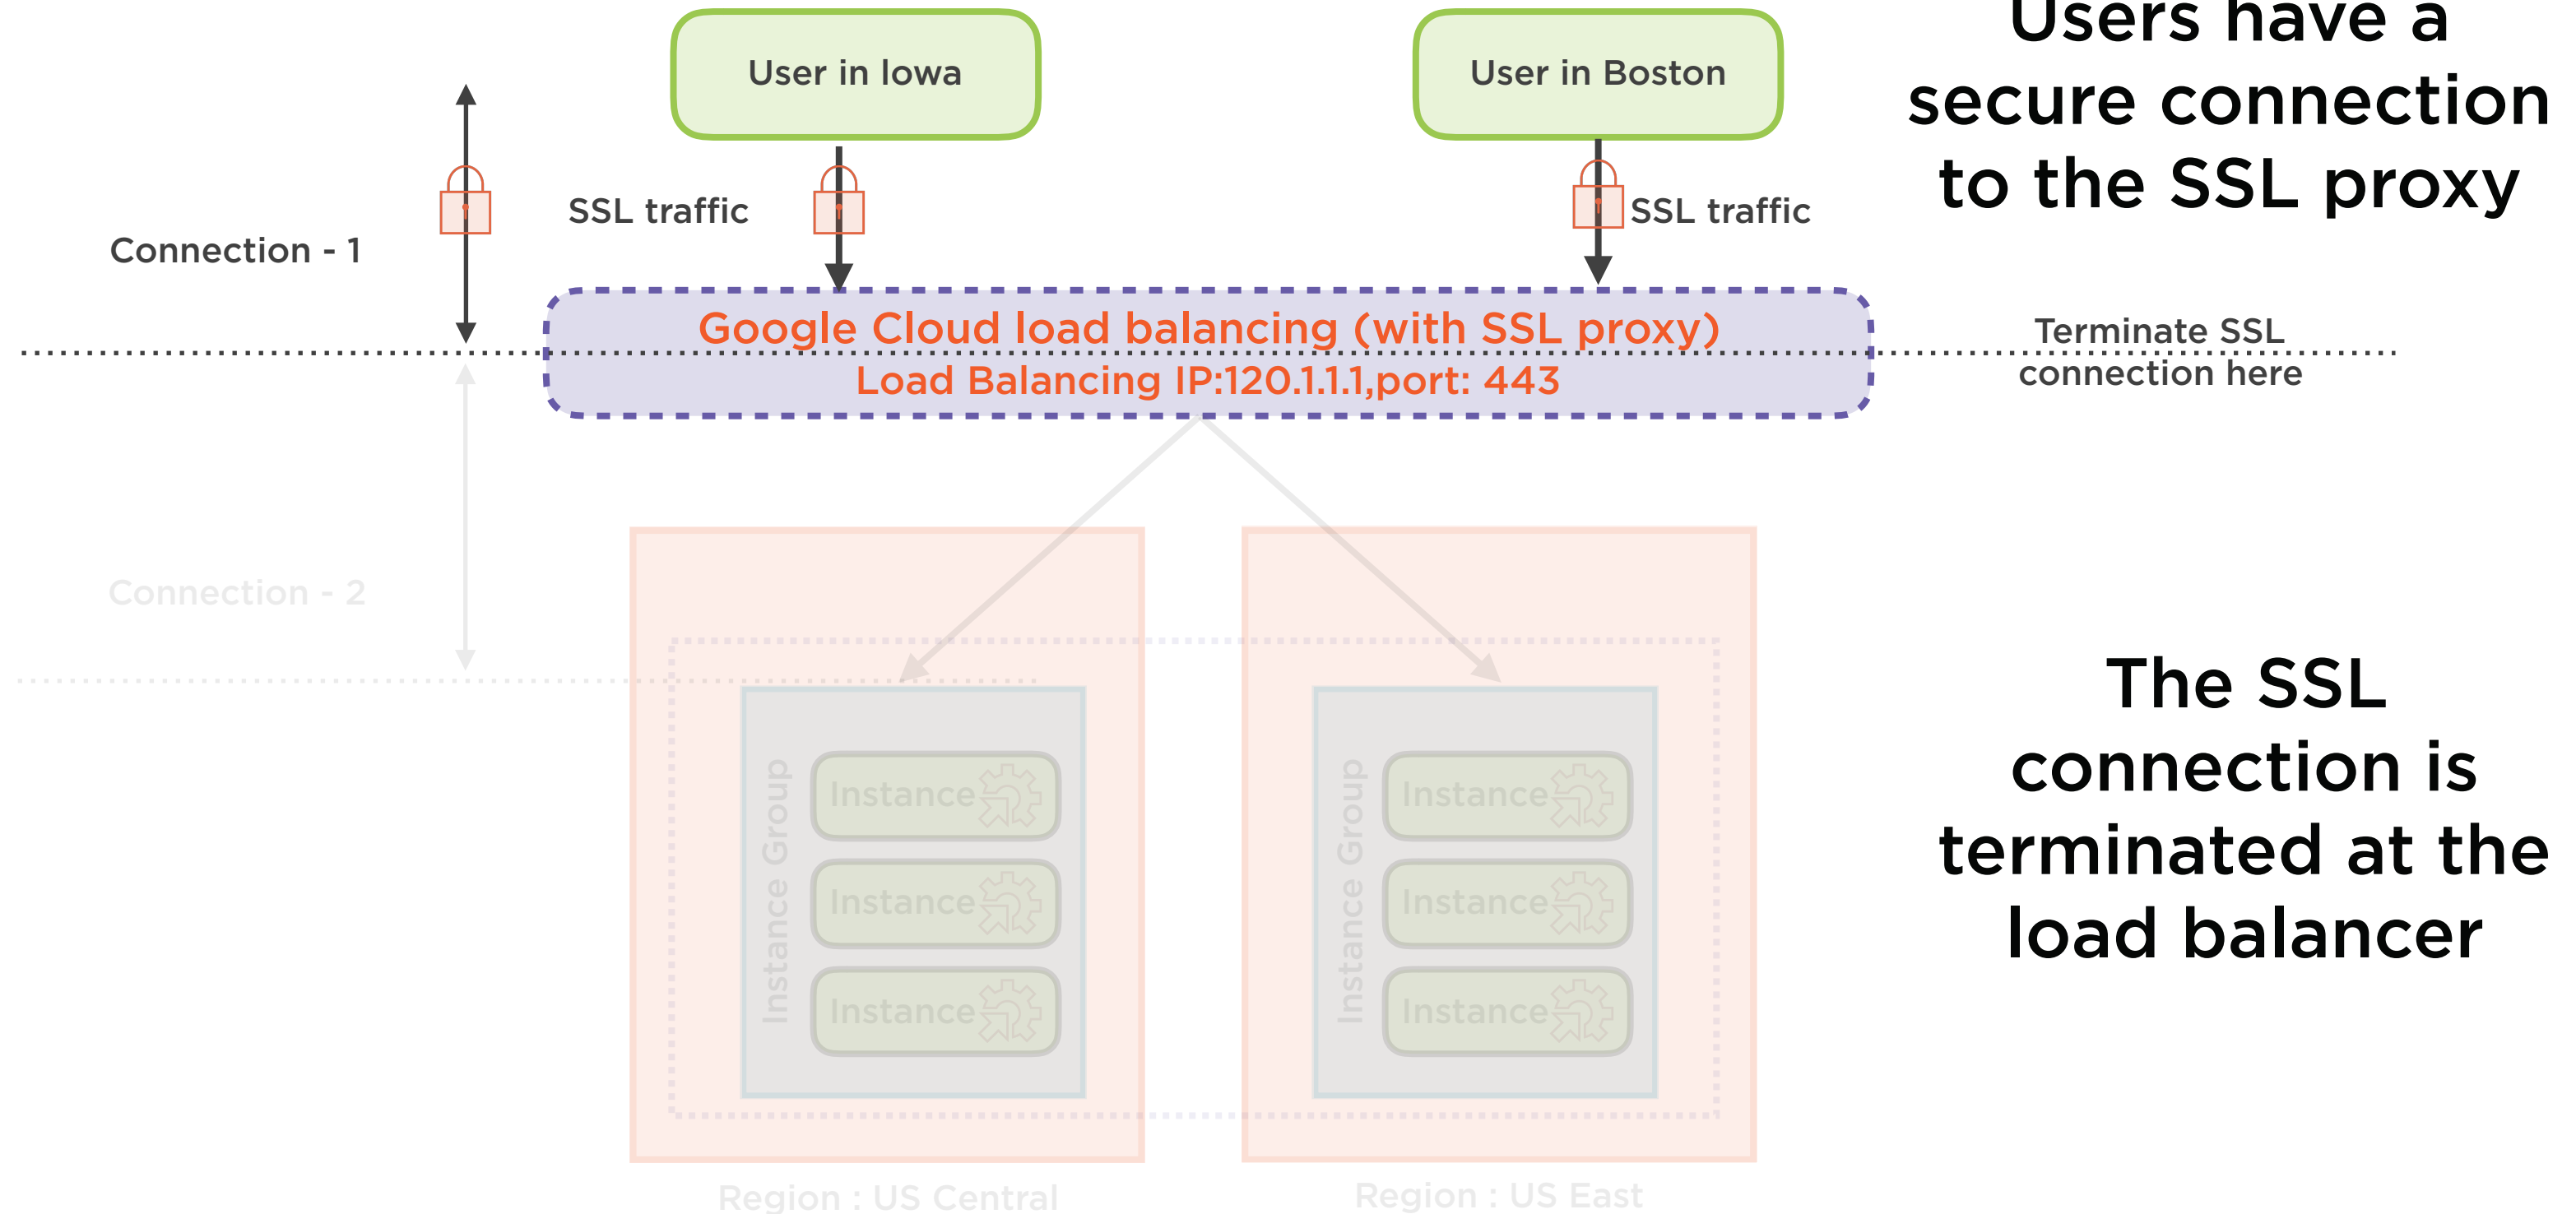 Users have a
secure connection
to the SSL proxy
User in Iowa
User in Boston
SSL traffic
SSL traffic
Connection - 1
Google Cloud load balancing (with SSL proxy)
Load Balancing IP:120.1.1.1,port: 443
Terminate SSL
connection here
Connection - 2
The SSL
connection is
terminated at the
load balancer
Instance Group
Instance
Instance
Instance
Instance Group
Instance
Instance
Instance
Region : US Central
Region : US East